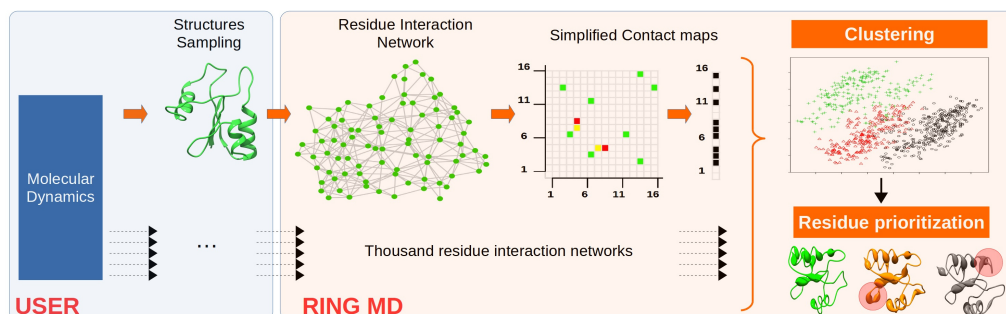 Structures
Sampling
Residue Interaction
Network
Simplified Contact maps
Clustering
16
11
6
1
1 6 11 16
16
11
6
1
Molecular
Dynamics
...
Thousand residue interaction networks
Residue prioritization
USER
RING MD